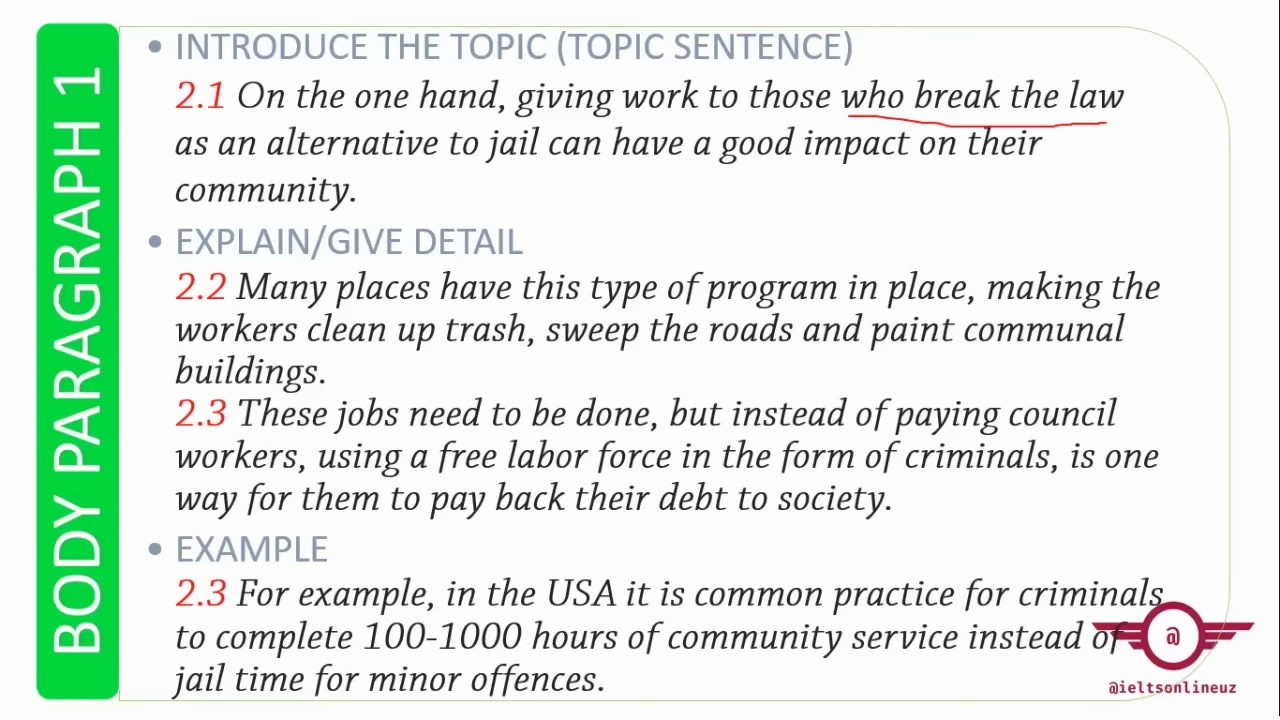 BODY PARAGRAPH 1
• INTRODUCE THE TOPIC (TOPIC SENTENCE)
2.1 On the one hand, giving work to those who break the law
as an alternative to jail can have a good impact on their
community.
• EXPLAIN/GIVE DETAIL
2.2 Many places have this type of program in place, making the
workers clean up trash, sweep the roads and paint communal
buildings.
2.3 These jobs need to be done, but instead of paying council
workers, using a free labor force in the form of criminals, is one
way for them to pay back their debt to society.
• EXAMPLE
2.3 For example, in the USA it is common practice for criminals
to complete 100-1000 hours of community service instead of
jail time for minor offences.
@
@ieltsonlineuz